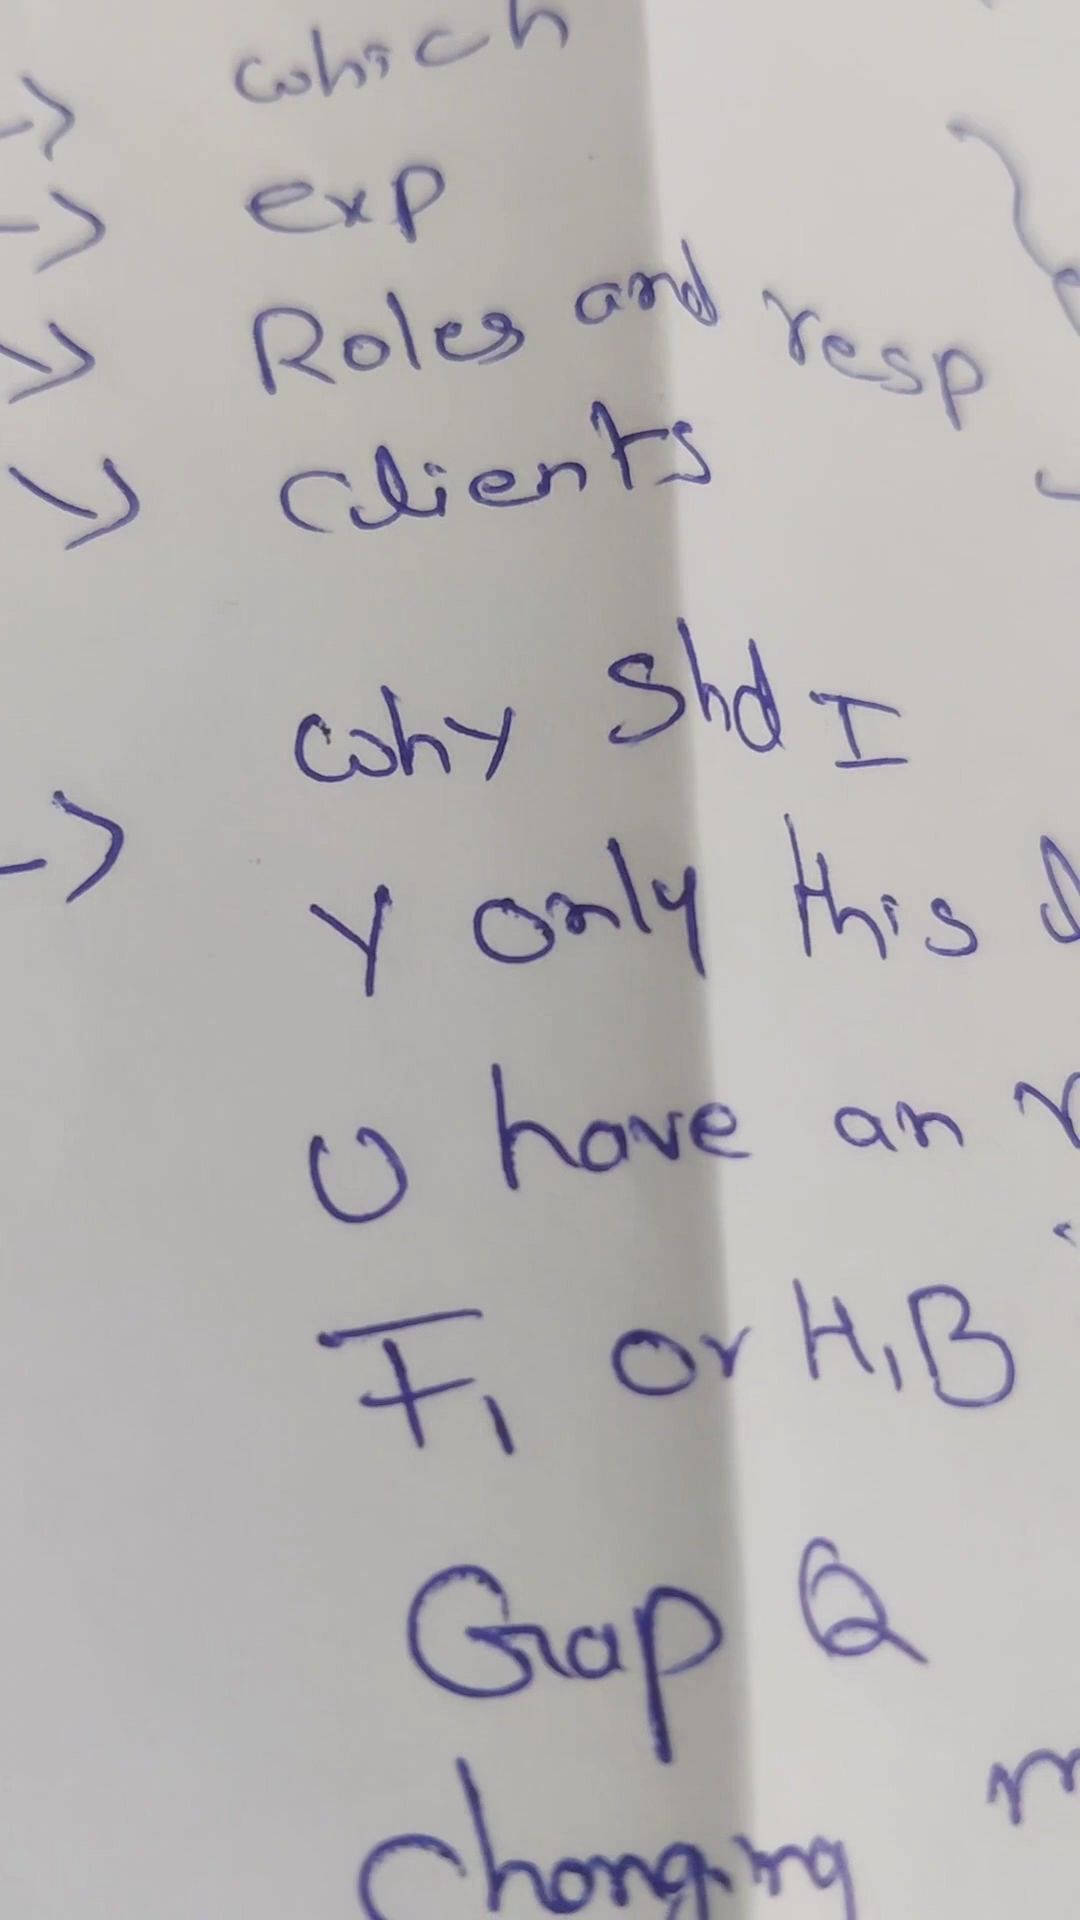 -> which
-> exp
-> Roles and resp
-> clients
why shd I
-> Y only this
U have an
F1 or H1B
Gap Q
changing